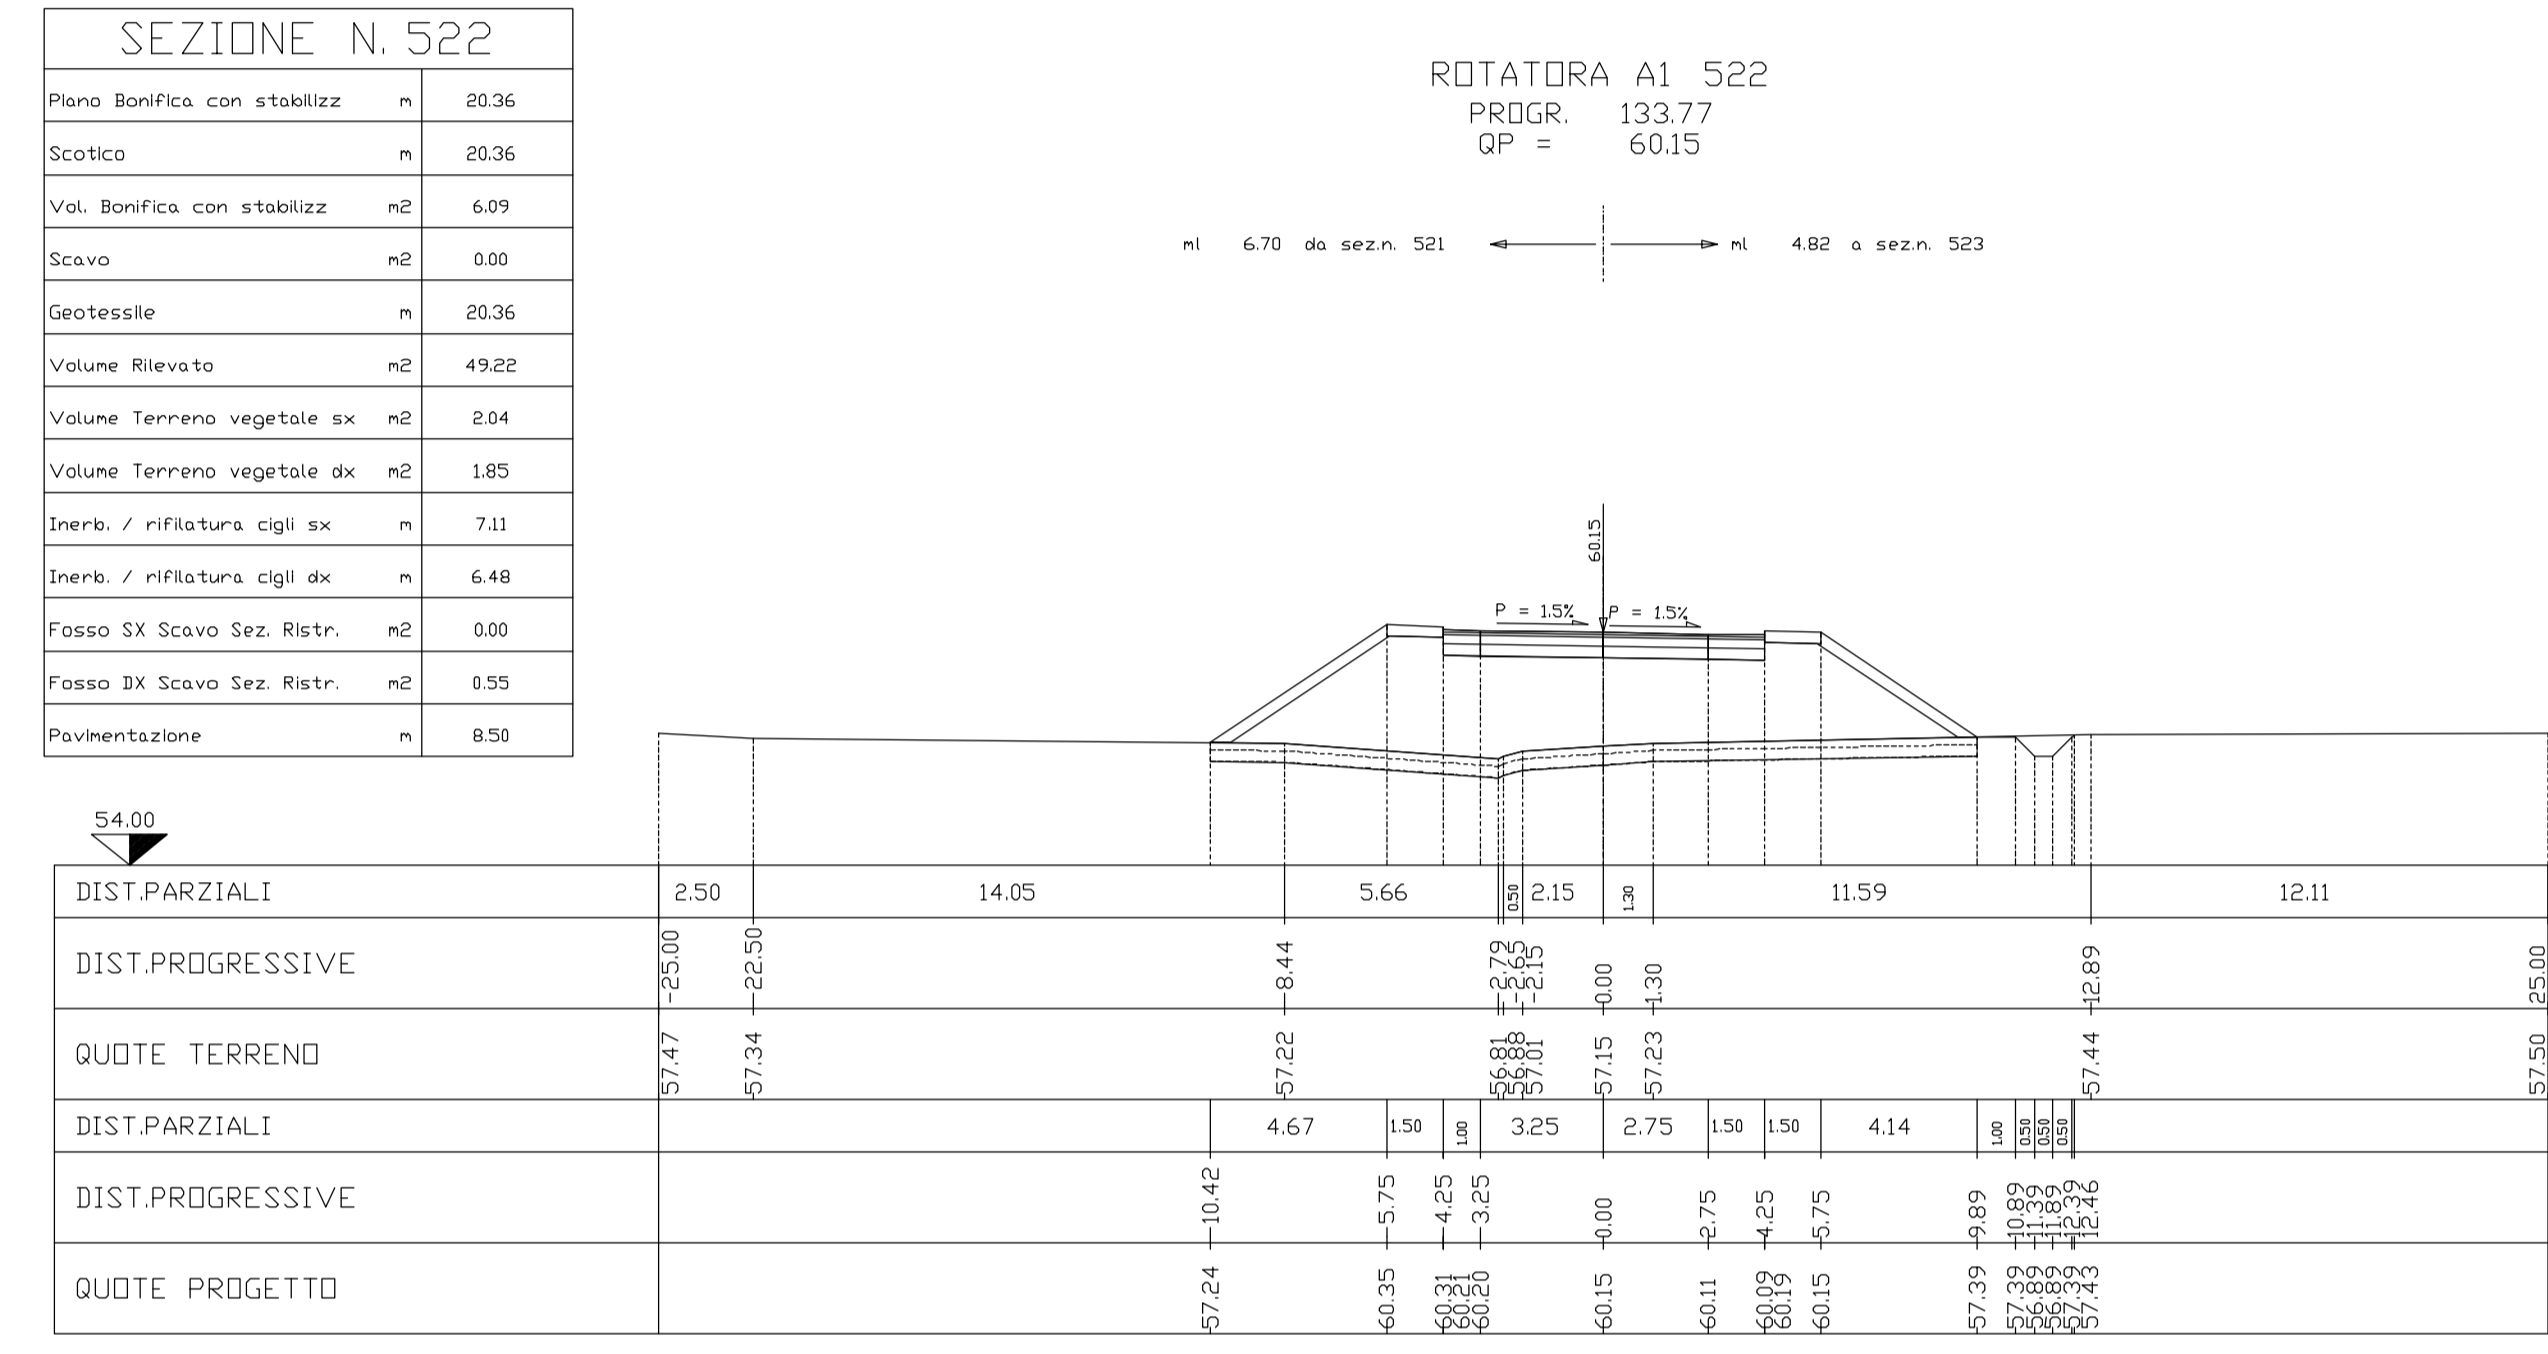 SEZIONE N. 522
Piano Bonifica con stabilizz m 20.36
Scotico m 20.36
Vol. Bonifica con stabilizz m2 6.09
Scavo m2 0.00
Geotessile m 20.36
Volume Rilevato m2 49.22
Volume Terreno vegetale sx m2 2.04
Volume Terreno vegetale dx m2 1.85
Inerb. / rifilatura cigli sx m 7.11
Inerb. / rifilatura cigli dx m 6.48
Fosso SX Scavo Sez. Ristr. m2 0.00
Fosso DX Scavo Sez. Ristr. m2 0.55
Pavimentazione m 8.50
ROTATORA A1 522
PROGR. 133.77
QP = 60.15
ml 6.70 da sez.n. 521
ml 4.82 a sez.n. 523
60.15
P = 1.5% P = 1.5%
54.00
DIST.PARZIALI 2.50 14.05 5.66 0.50 2.15 1.30 11.59 12.11
DIST.PROGRESSIVE -25.00 -22.50 -8.44 -2.79 -2.65 -2.15 0.00 1.30 12.89 25.00
QUOTE TERRENO 57.47 57.34 57.22 56.81 56.88 57.01 57.15 57.23 57.44 57.50
DIST.PARZIALI 4.67 1.50 1.00 3.25 2.75 1.50 1.50 4.14 1.00 0.50 0.50 0.50
DIST.PROGRESSIVE -10.42 -5.75 -4.25 -3.25 0.00 2.75 4.25 5.75 9.89 10.89 11.39 11.89 12.39 12.46
QUOTE PROGETTO 57.24 60.35 60.31 60.21 60.20 60.15 60.11 60.09 60.19 60.15 57.39 57.39 56.89 56.89 57.39 57.43